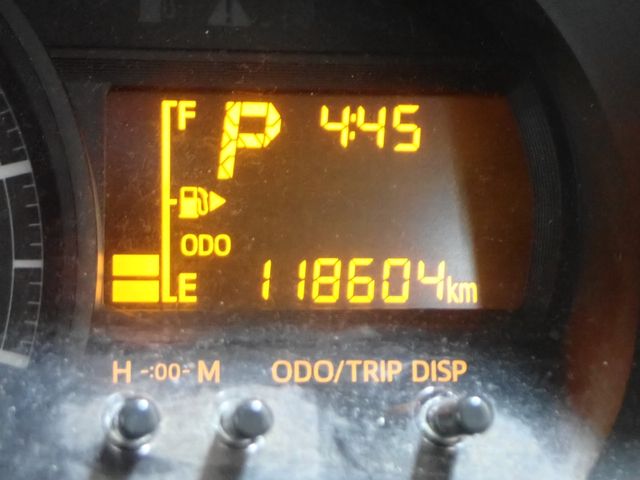 F P 4:45
ODO
E 118604km
H -:00- M ODO/TRIP DISP